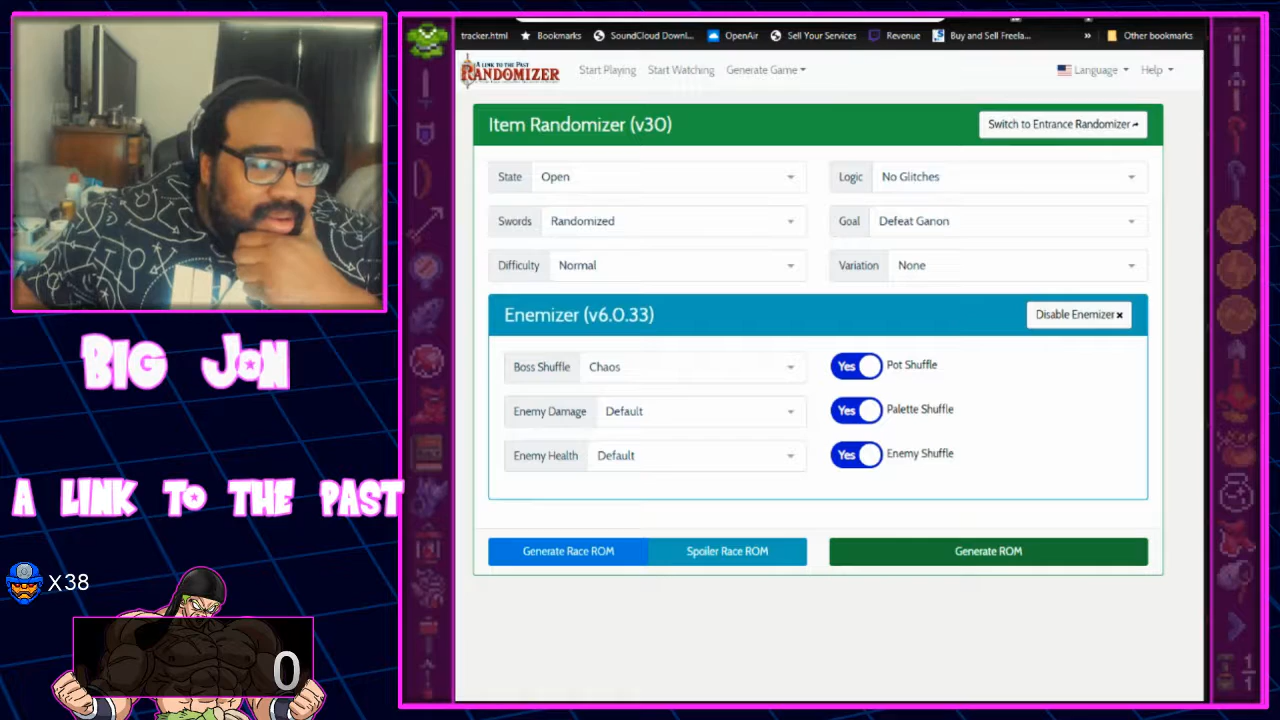 tracker.html Bookmarks SoundCloud Downl... OpenAir Sell Your Services Revenue Buy and Sell Freela... » Other bookmarks
A LINK TO THE PAST
RANDOMIZER
Start Playing Start Watching Generate Game Language Help
Item Randomizer (v30) Switch to Entrance Randomizer
State Open Logic No Glitches
Swords Randomized Goal Defeat Ganon
Difficulty Normal Variation None
Enemizer (v6.0.33) Disable Enemizer
Boss Shuffle Chaos Yes Pot Shuffle
Enemy Damage Default Yes Palette Shuffle
Enemy Health Default Yes Enemy Shuffle
Generate Race ROM Spoiler Race ROM Generate ROM
BIG JON
A LINK TO THE PAST
X38
0
1
1